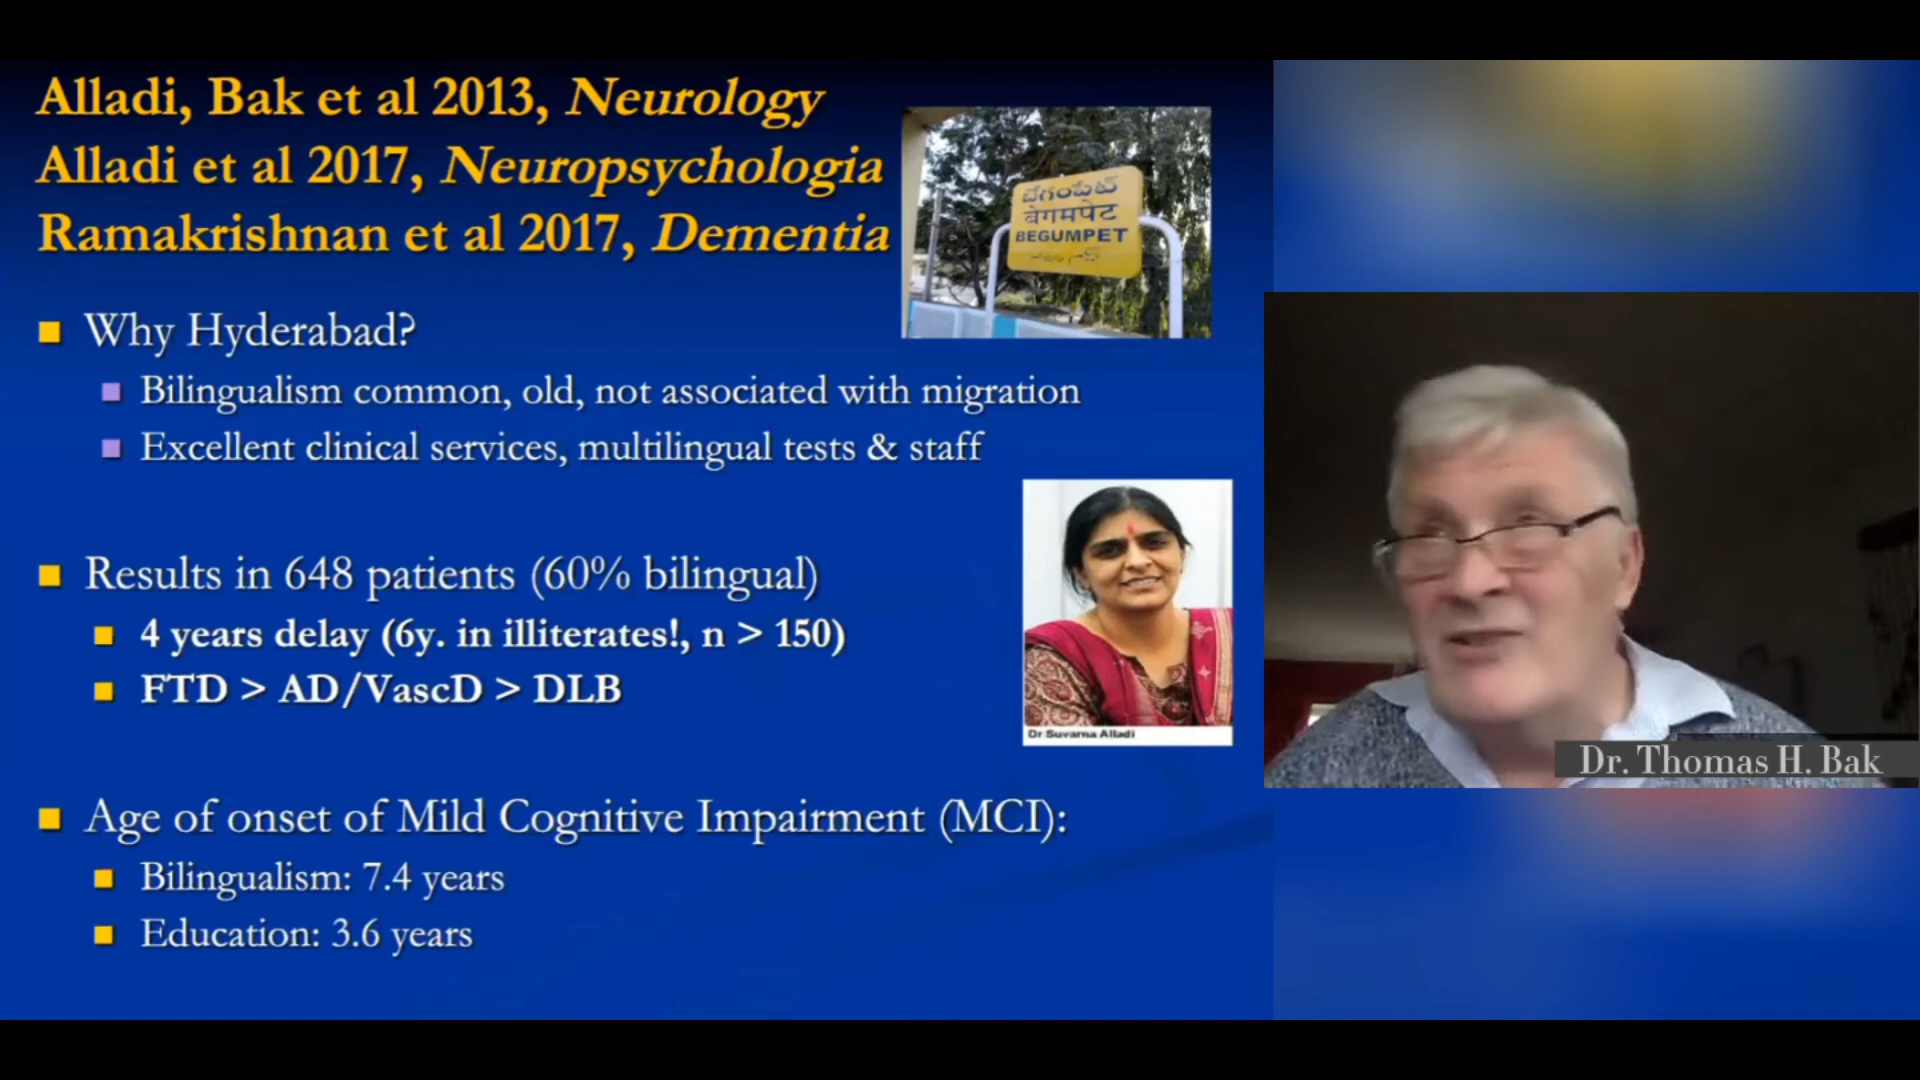 Alladi, Bak et al 2013, Neurology
Alladi et al 2017, Neuropsychologia
Ramakrishnan et al 2017, Dementia
బేగంపేట్
बेगमपेट
BEGUMPET
Why Hyderabad?
Bilingualism common, old, not associated with migration
Excellent clinical services, multilingual tests & staff
Results in 648 patients (60% bilingual)
4 years delay (6y. in illiterates!, n > 150)
FTD > AD/VascD > DLB
Dr Suvarna Alladi
Age of onset of Mild Cognitive Impairment (MCI):
Bilingualism: 7.4 years
Education: 3.6 years
Dr. Thomas H. Bak